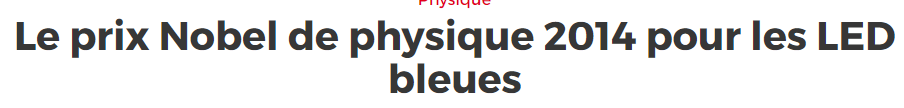 Physique
Le prix Nobel de physique 2014 pour les LED
bleues